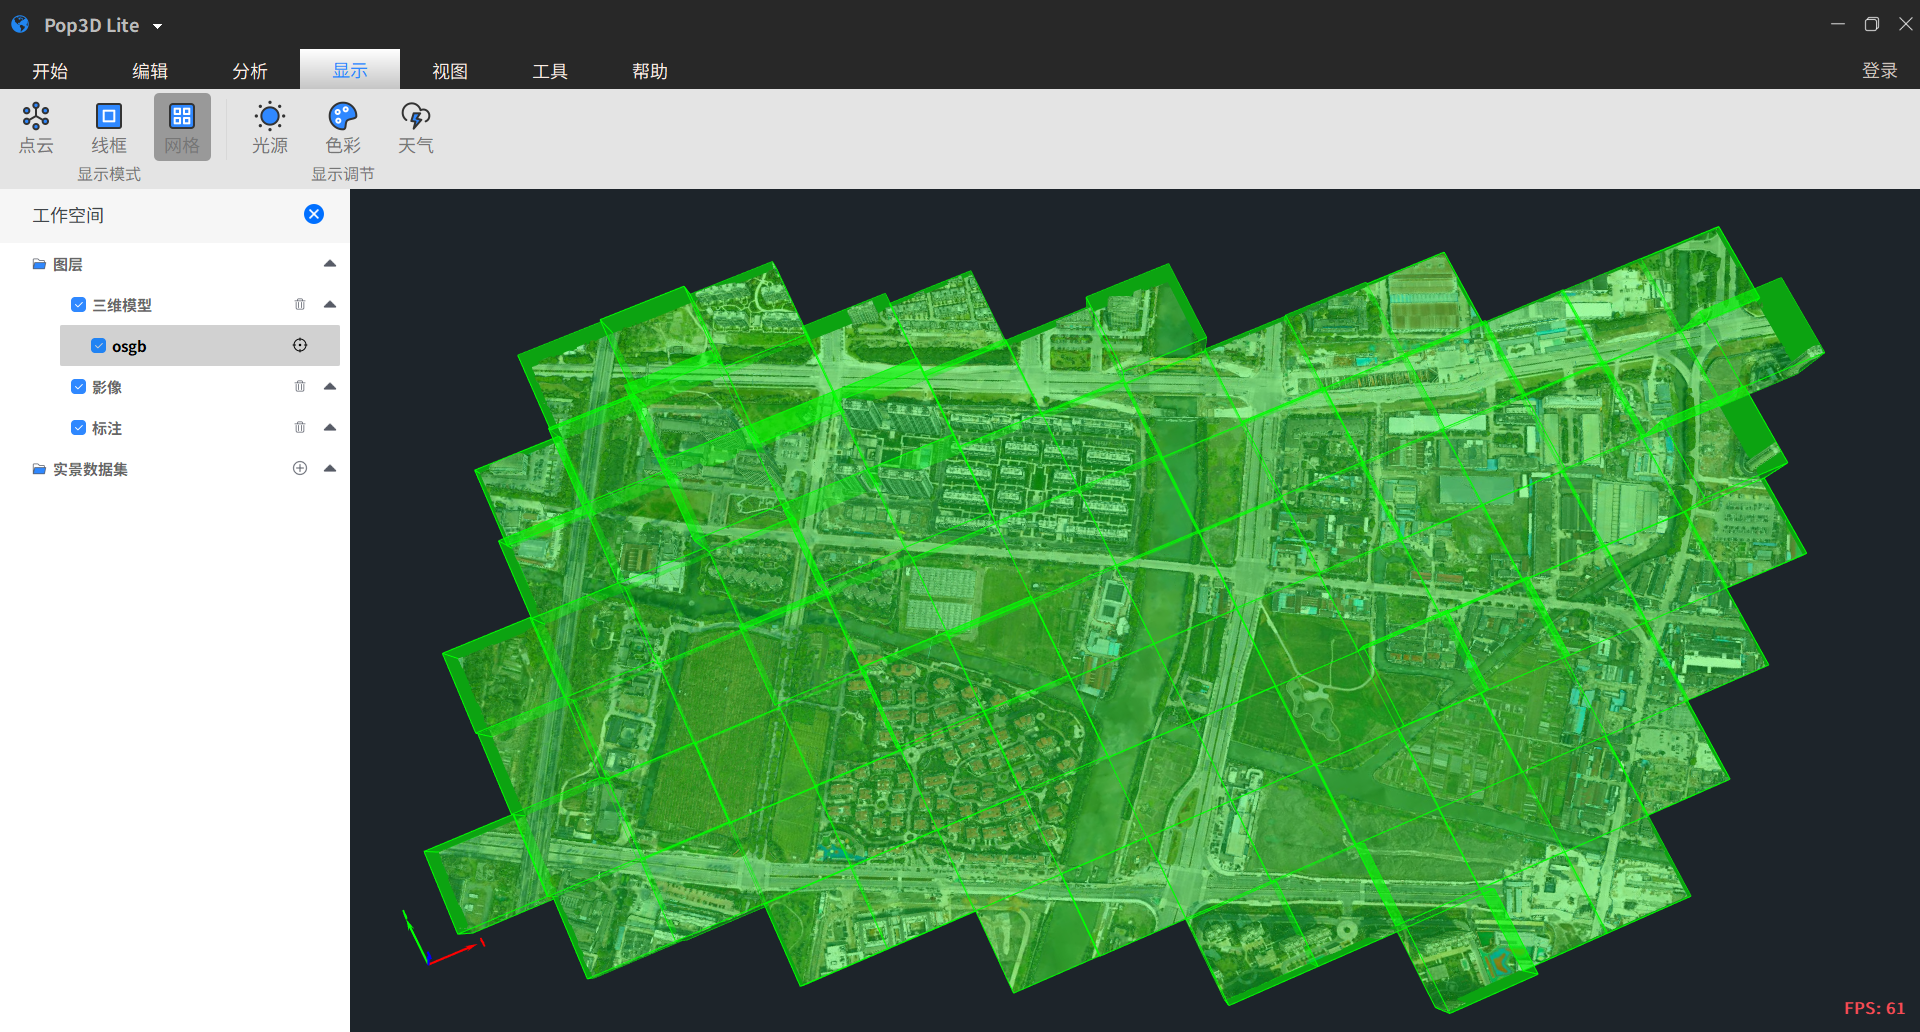 Pop3D Lite
开始 编辑 分析 显示 视图 工具 帮助 登录
点云 线框 网格 光源 色彩 天气
显示模式 显示调节
工作空间
图层
三维模型
osgb
影像
标注
实景数据集
FPS: 61